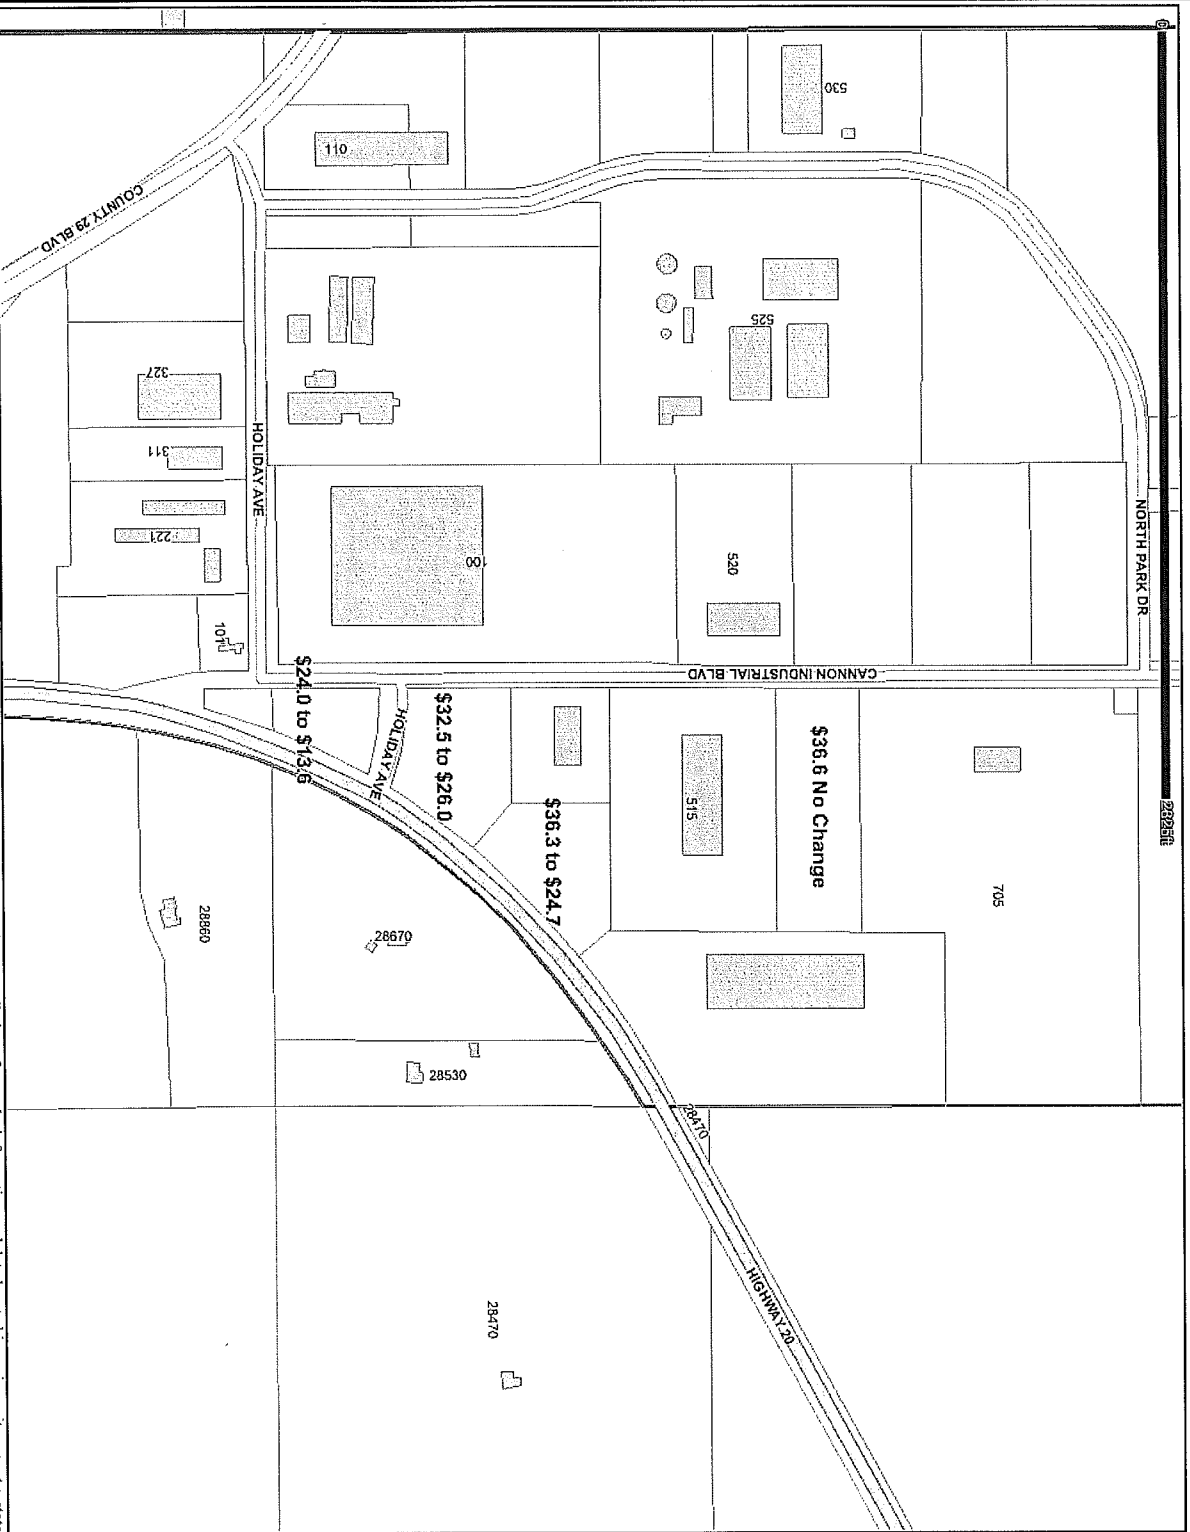 0
2825ft
530
110
COUNTY 29 BLVD
525
327
311
HOLIDAY AVE
221
100
520
NORTH PARK DR
101
CANNON INDUSTRIAL BLVD
$24.0 to $13.6
HOLIDAY AVE
$32.5 to $26.0
$36.3 to $24.7
515
$36.6 No Change
705
28860
28670
28530
28470
HIGHWAY 20
28470